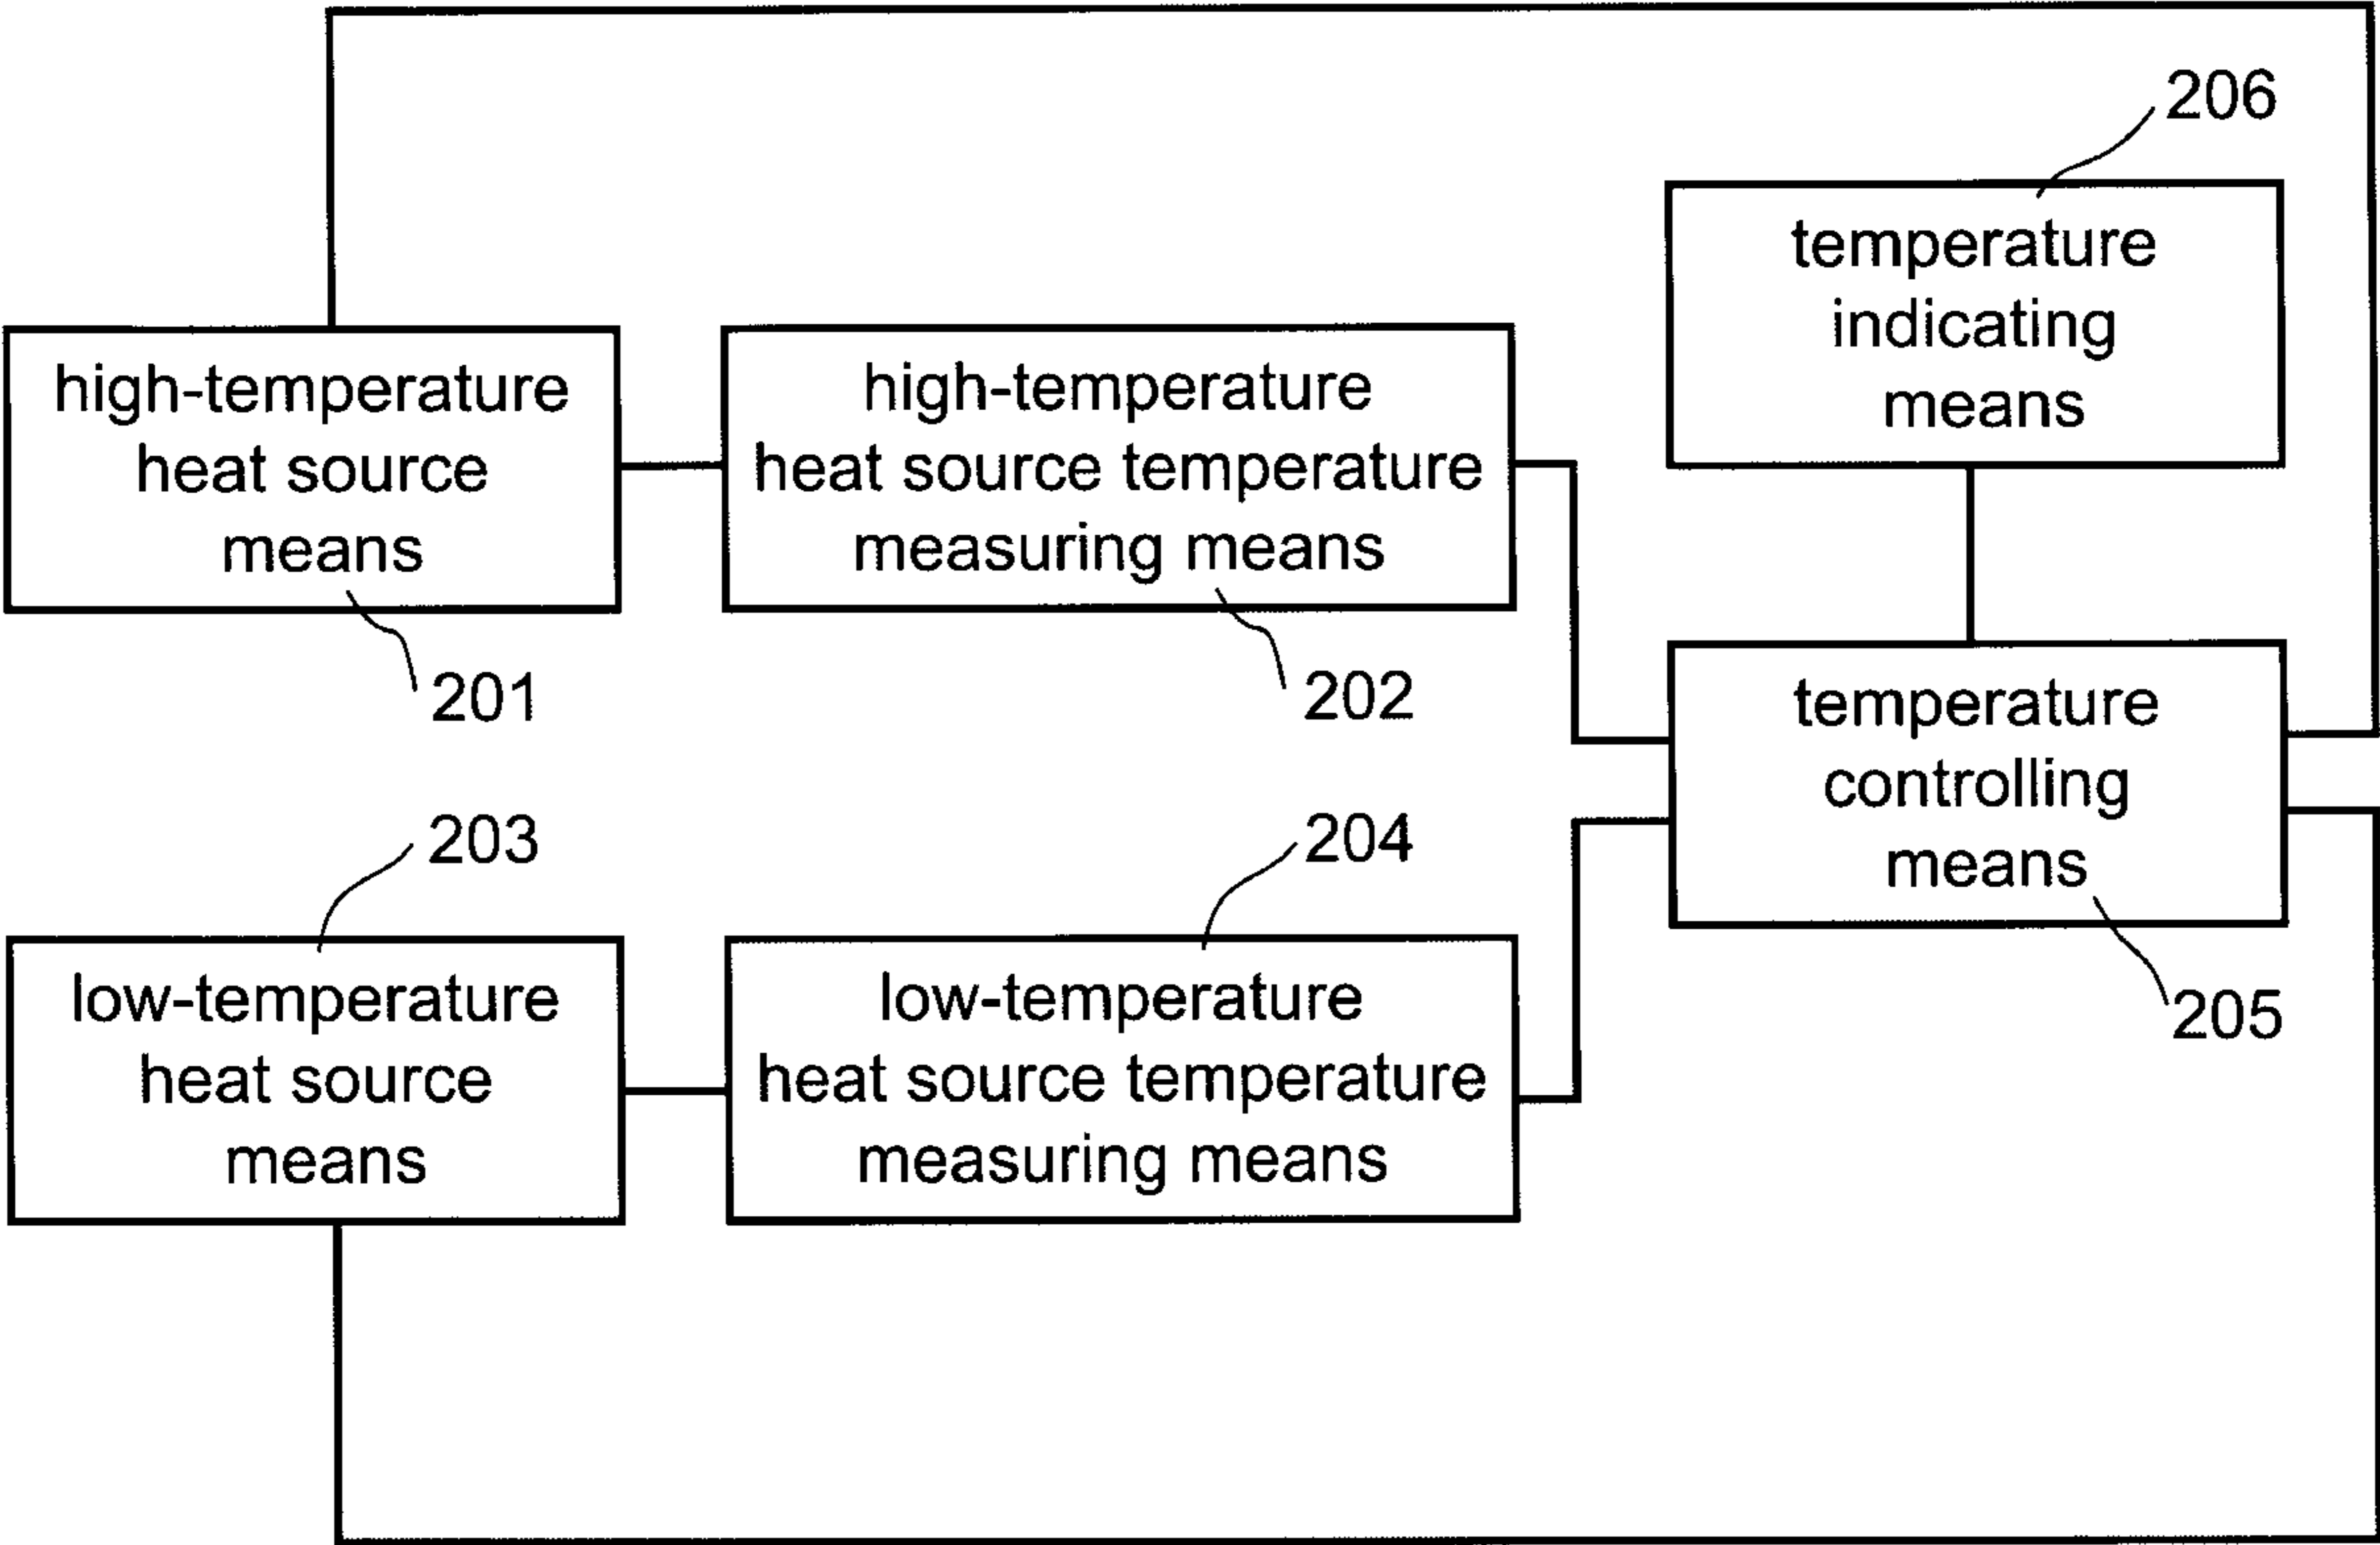 206
temperature
indicating
means
high-temperature
heat source
means
201
high-temperature
heat source temperature
measuring means
202
temperature
controlling
means
205
203
low-temperature
heat source
means
204
low-temperature
heat source temperature
measuring means